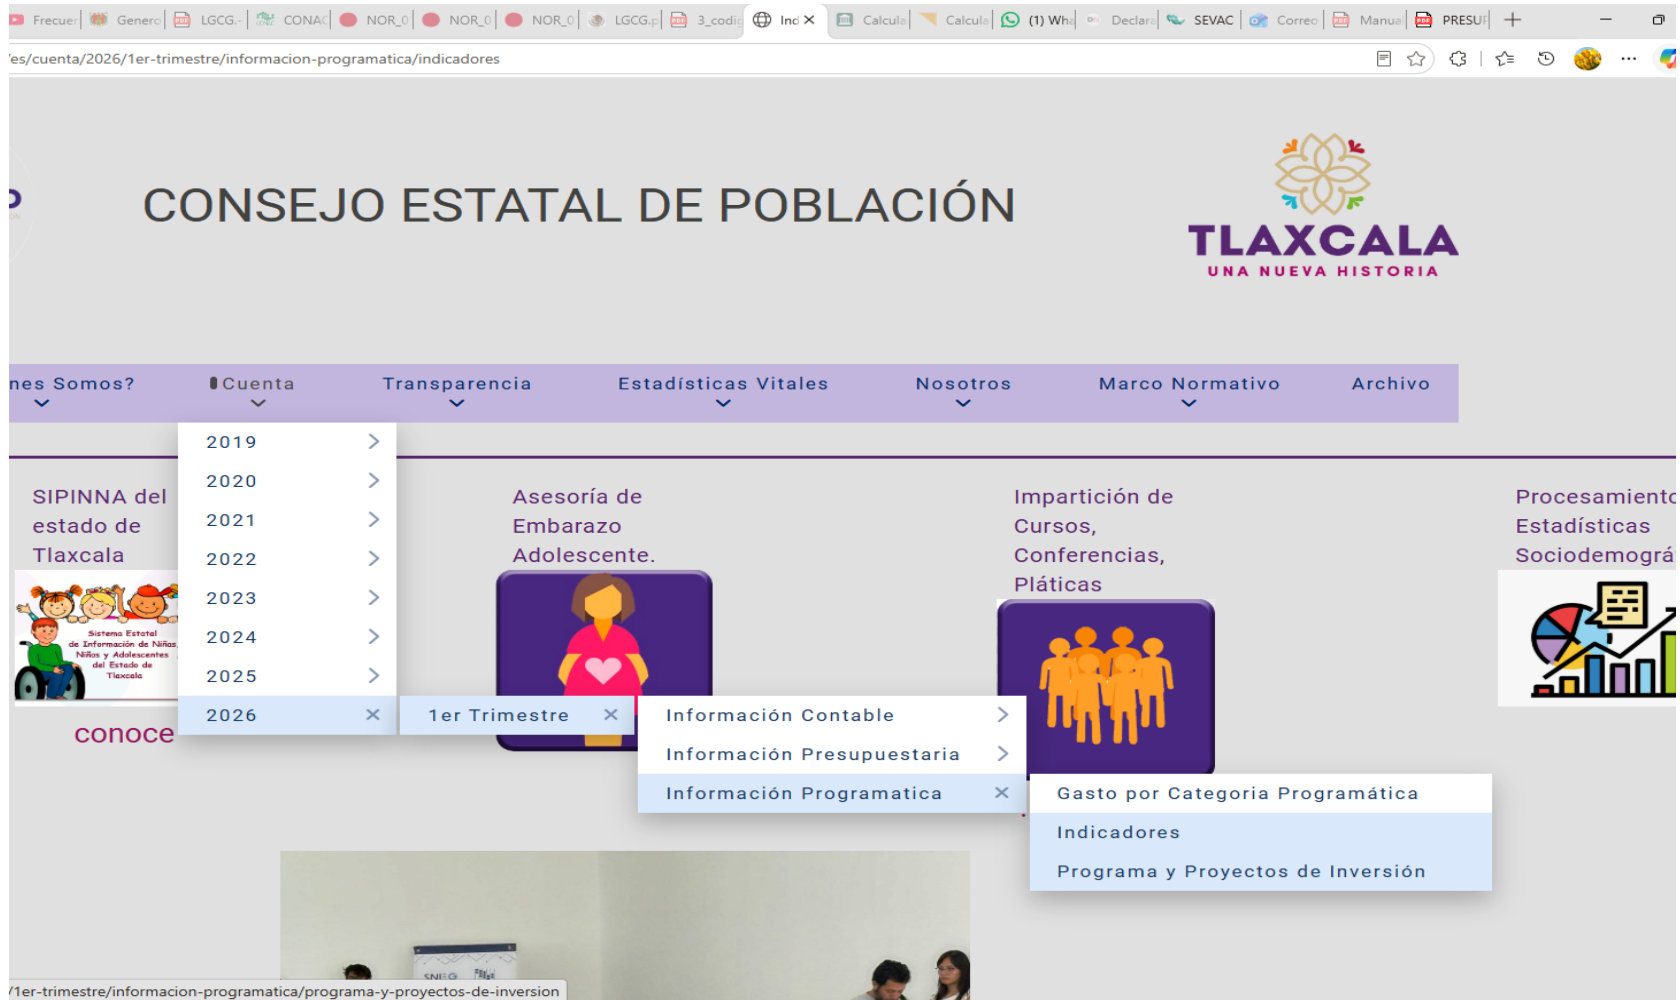 Frecuer
Genero
LGCG.-
CONAC
NOR_0
NOR_0
NOR_0
LGCG.p
3_codig
Inc
Calcula
Calcula
(1) Wha
Declara
SEVAC
Correo
Manua
PRESUP
/es/cuenta/2026/1er-trimestre/informacion-programatica/indicadores
CONSEJO ESTATAL DE POBLACIÓN
TLAXCALA
UNA NUEVA HISTORIA
nes Somos?
Cuenta
Transparencia
Estadísticas Vitales
Nosotros
Marco Normativo
Archivo
2019
2020
2021
2022
2023
2024
2025
2026
1er Trimestre
Información Contable
Información Presupuestaria
Información Programatica
Gasto por Categoria Programática
Indicadores
Programa y Proyectos de Inversión
SIPINNA del
estado de
Tlaxcala
Sistema Estatal
de Información de Niñas,
Niños y Adolescentes
del Estado de
Tlaxcala
conoce
Asesoría de
Embarazo
Adolescente.
Impartición de
Cursos,
Conferencias,
Pláticas
Procesamiento
Estadísticas
Sociodemográ
/1er-trimestre/informacion-programatica/programa-y-proyectos-de-inversion